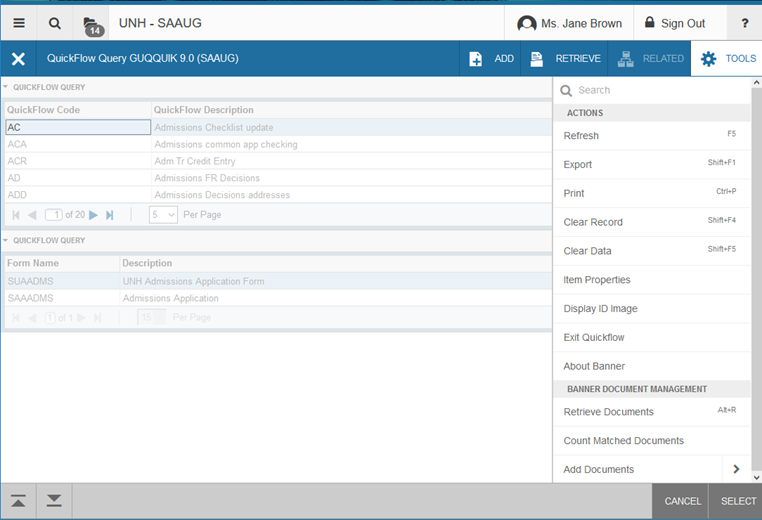 UNH - SAAUG
14
Ms. Jane Brown
Sign Out
?
QuickFlow Query GUQQUIK 9.0 (SAAUG)
ADD
RETRIEVE
RELATED
TOOLS
QUICKFLOW QUERY
QuickFlow Code QuickFlow Description
AC Admissions Checklist update
ACA Admissions common app checking
ACR Adm Tr Credit Entry
AD Admissions FR Decisions
ADD Admissions Decisions addresses
1 of 20 5 Per Page
QUICKFLOW QUERY
Form Name Description
SUAADMS UNH Admissions Application Form
SAAADMS Admissions Application
1 of 1 15 Per Page
Search
ACTIONS
Refresh F5
Export Shift+F1
Print Ctrl+P
Clear Record Shift+F4
Clear Data Shift+F5
Item Properties
Display ID Image
Exit Quickflow
About Banner
BANNER DOCUMENT MANAGEMENT
Retrieve Documents Alt+R
Count Matched Documents
Add Documents
CANCEL
SELECT